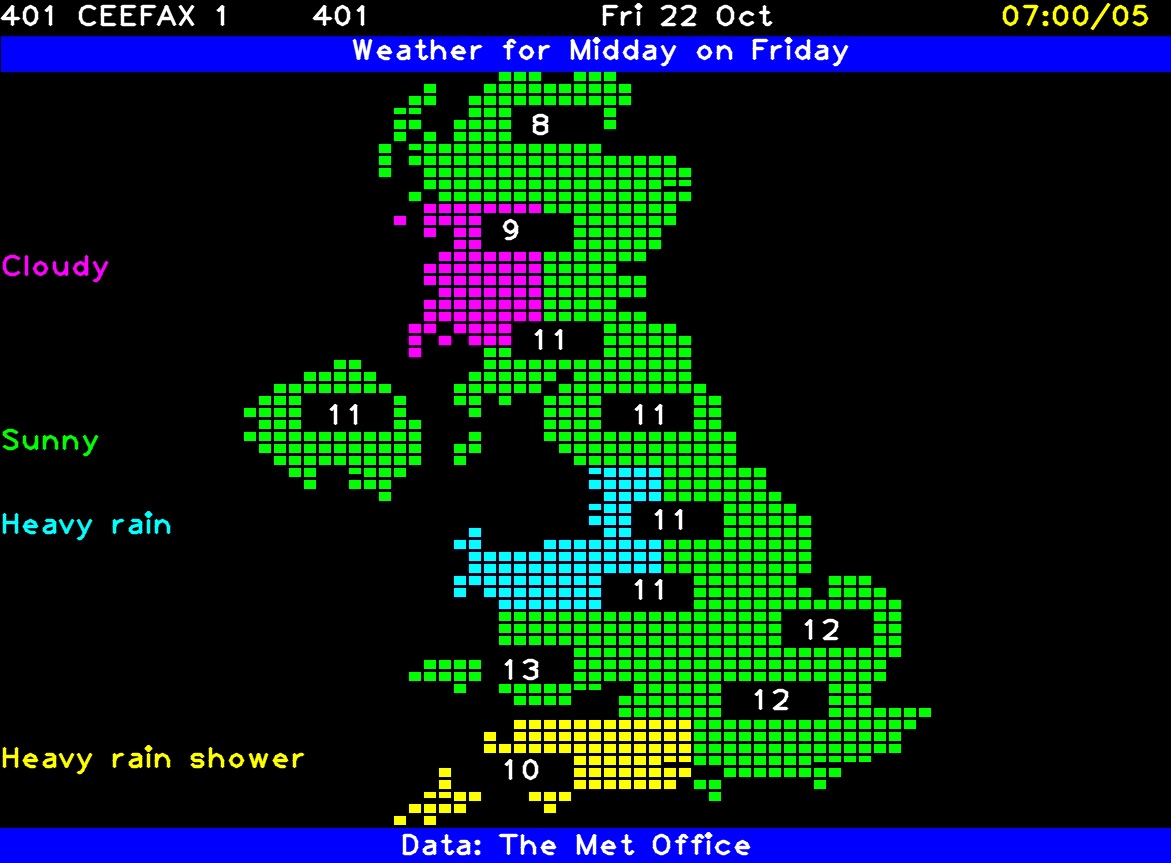 401 CEEFAX 1 401 Fri 22 Oct 07:00/05
Weather for Midday on Friday
8
9
Cloudy
11
11 11
Sunny
Heavy rain 11
11
12
13
12
Heavy rain shower
10
Data: The Met Office